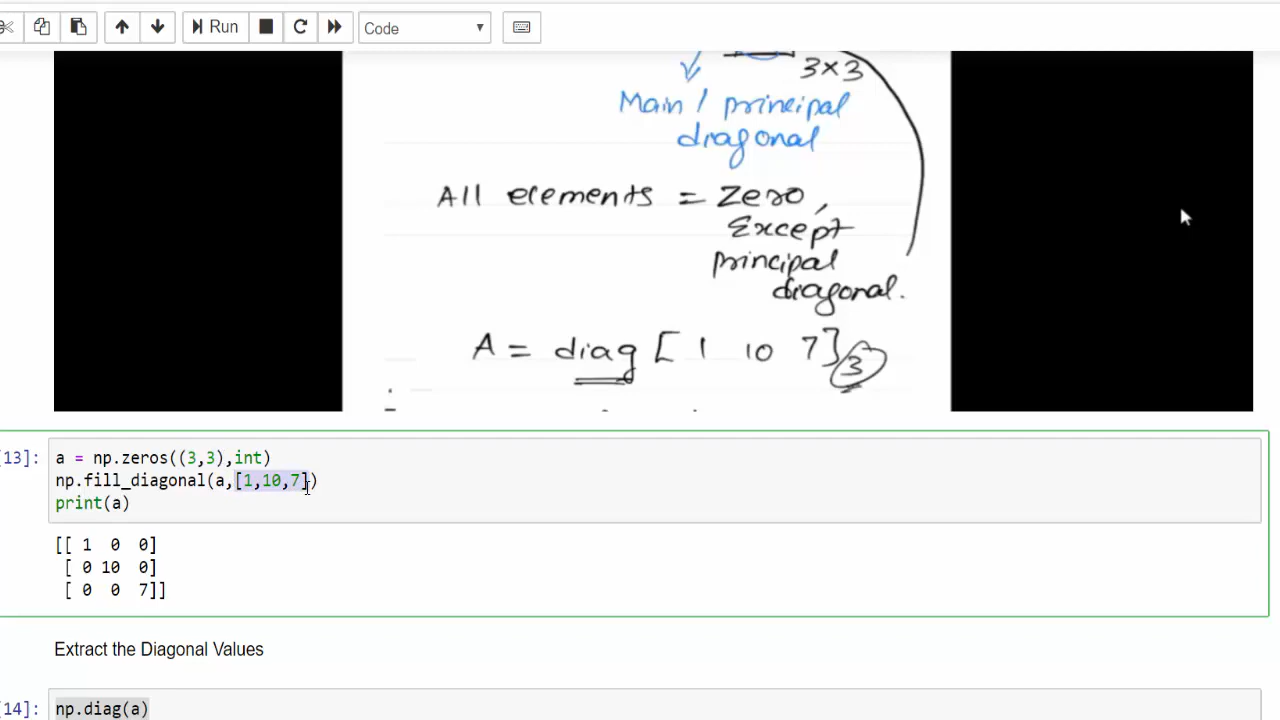 Run
Code
3×3
Main / principal
diagonal
All elements = Zero,
Except
principal
diagonal.
A = diag [ 1 10 7] 3
[13]:
a = np.zeros((3,3),int)
np.fill_diagonal(a,[1,10,7])
print(a)
[[ 1 0 0]
[ 0 10 0]
[ 0 0 7]]
Extract the Diagonal Values
[14]:
np.diag(a)